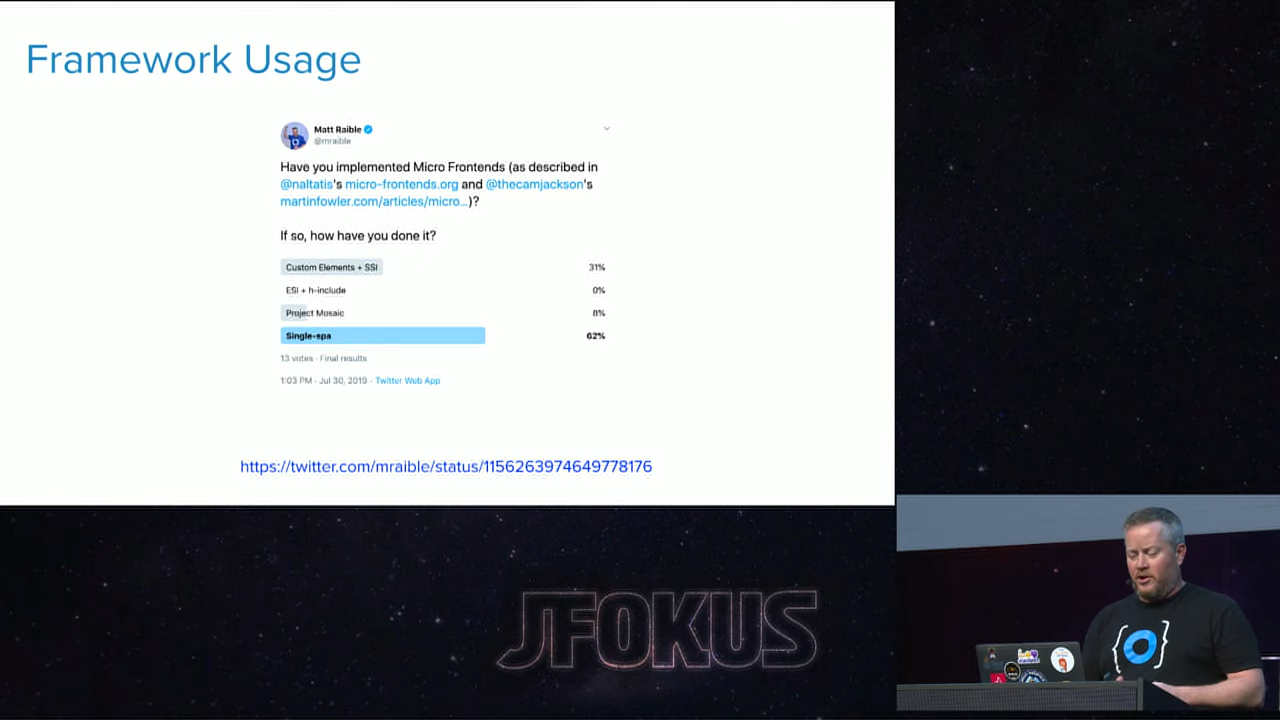 Framework Usage
Matt Raible
@mraible
Have you implemented Micro Frontends (as described in
@naltatis's micro-frontends.org and @thecamjackson's
martinfowler.com/articles/micro...)?
If so, how have you done it?
Custom Elements + SSI 31%
ESI + h-include 0%
Project Mosaic 8%
Single-spa 62%
13 votes · Final results
1:03 PM · Jul 30, 2019 · Twitter Web App
https://twitter.com/mraible/status/1156263974649778176
JFOKUS